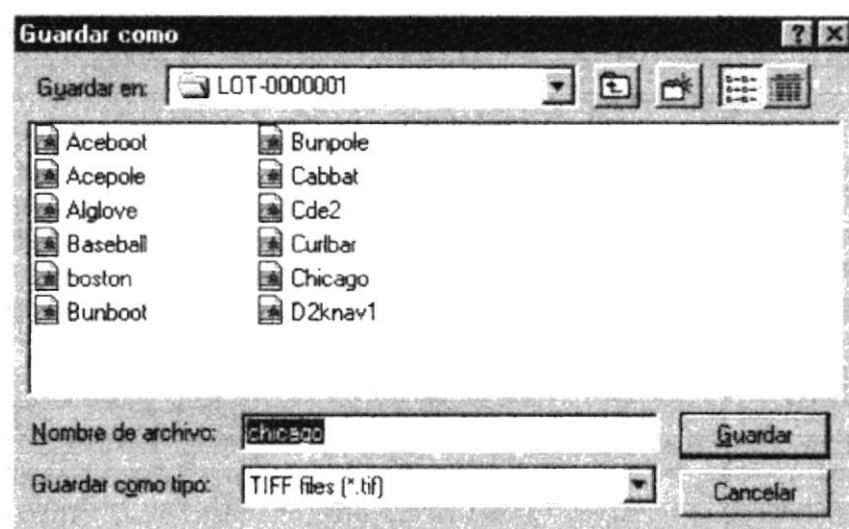 Guardar como
Guardar en: LOT-0000001
Aceboot
Acepole
Alglove
Baseball
boston
Bunboot
Bunpole
Cabbat
Cde2
Curlbar
Chicago
D2knav1
Nombre de archivo: chicago
Guardar
Guardar como tipo: TIFF files (*.tif)
Cancelar